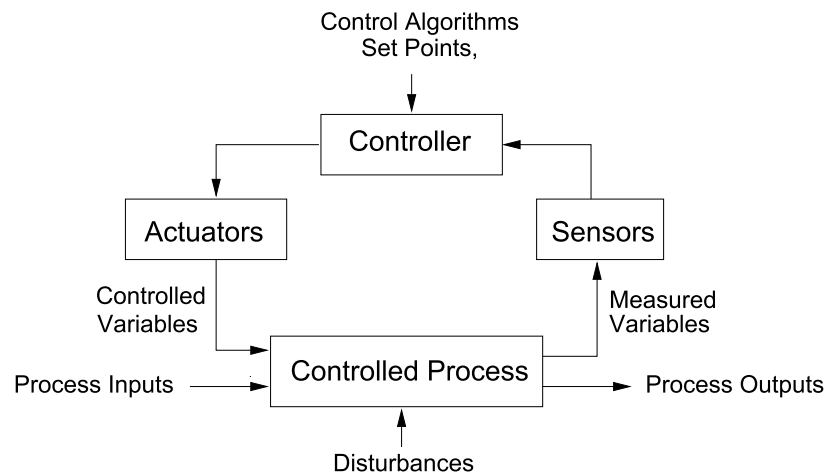 Control Algorithms
Set Points,
Controller
Actuators
Sensors
Controlled
Variables
Measured
Variables
Controlled Process
Process Inputs
Process Outputs
Disturbances